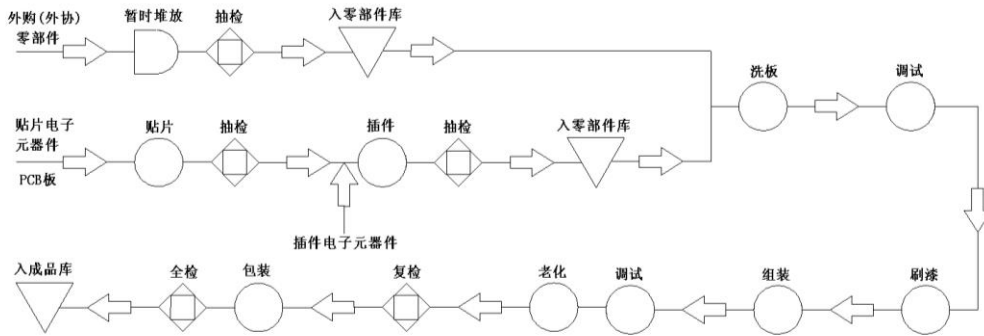 外购(外协)
零部件
暂时堆放
抽检
入零部件库
洗板
调试
贴片电子
元器件
PCB板
贴片
抽检
插件
抽检
入零部件库
插件电子元器件
入成品库
全检
包装
复检
老化
调试
组装
刷漆